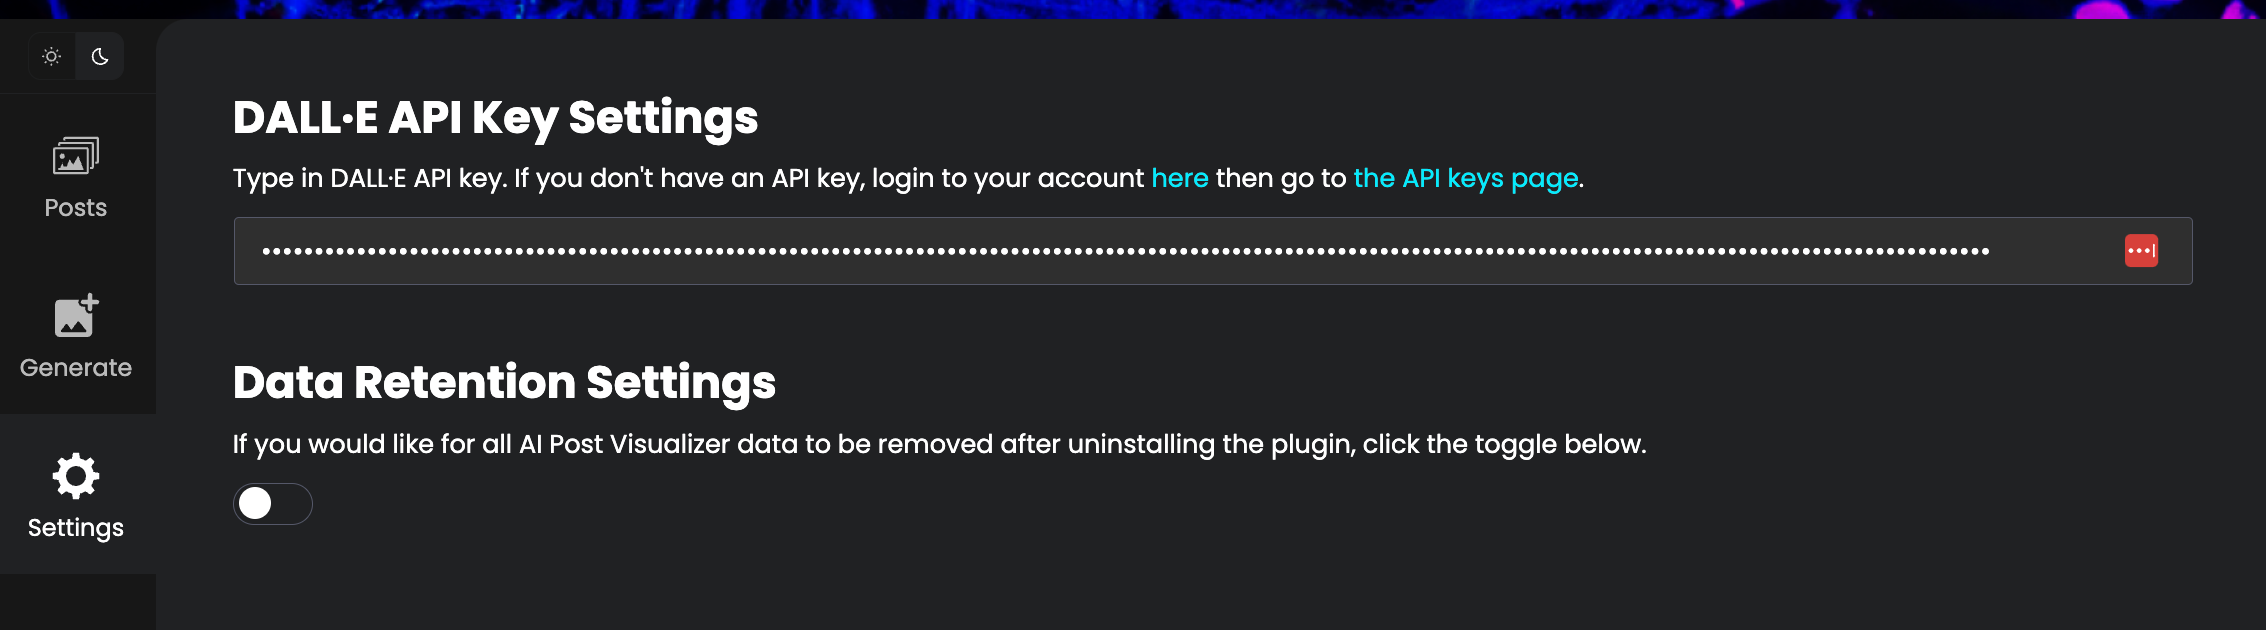 DALL·E API Key Settings
Type in DALL·E API key. If you don't have an API key, login to your account here then go to the API keys page.
Posts
Generate
Data Retention Settings
If you would like for all AI Post Visualizer data to be removed after uninstalling the plugin, click the toggle below.
Settings